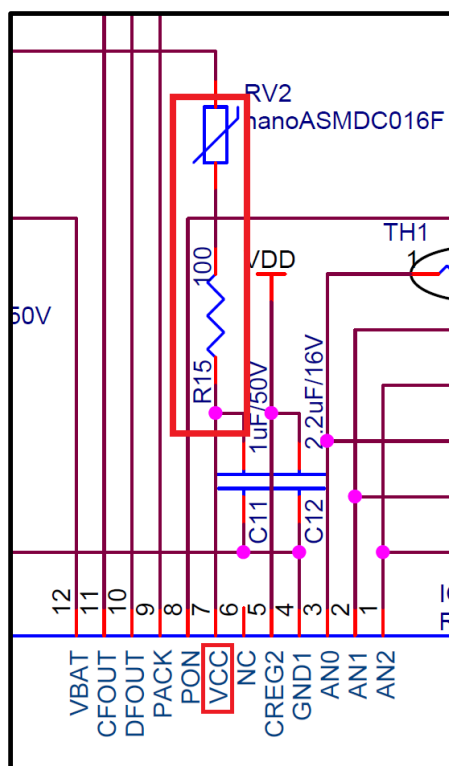 RV2
nanoASMDC016F
TH1
1
VDD
100
50V
R15
1uF/50V
2.2uF/16V
C11
C12
12
11
10
9
8
7
6
5
4
3
2
1
VBAT
CFOUT
DFOUT
PACK
PON
VCC
NC
CREG2
GND1
AN0
AN1
AN2